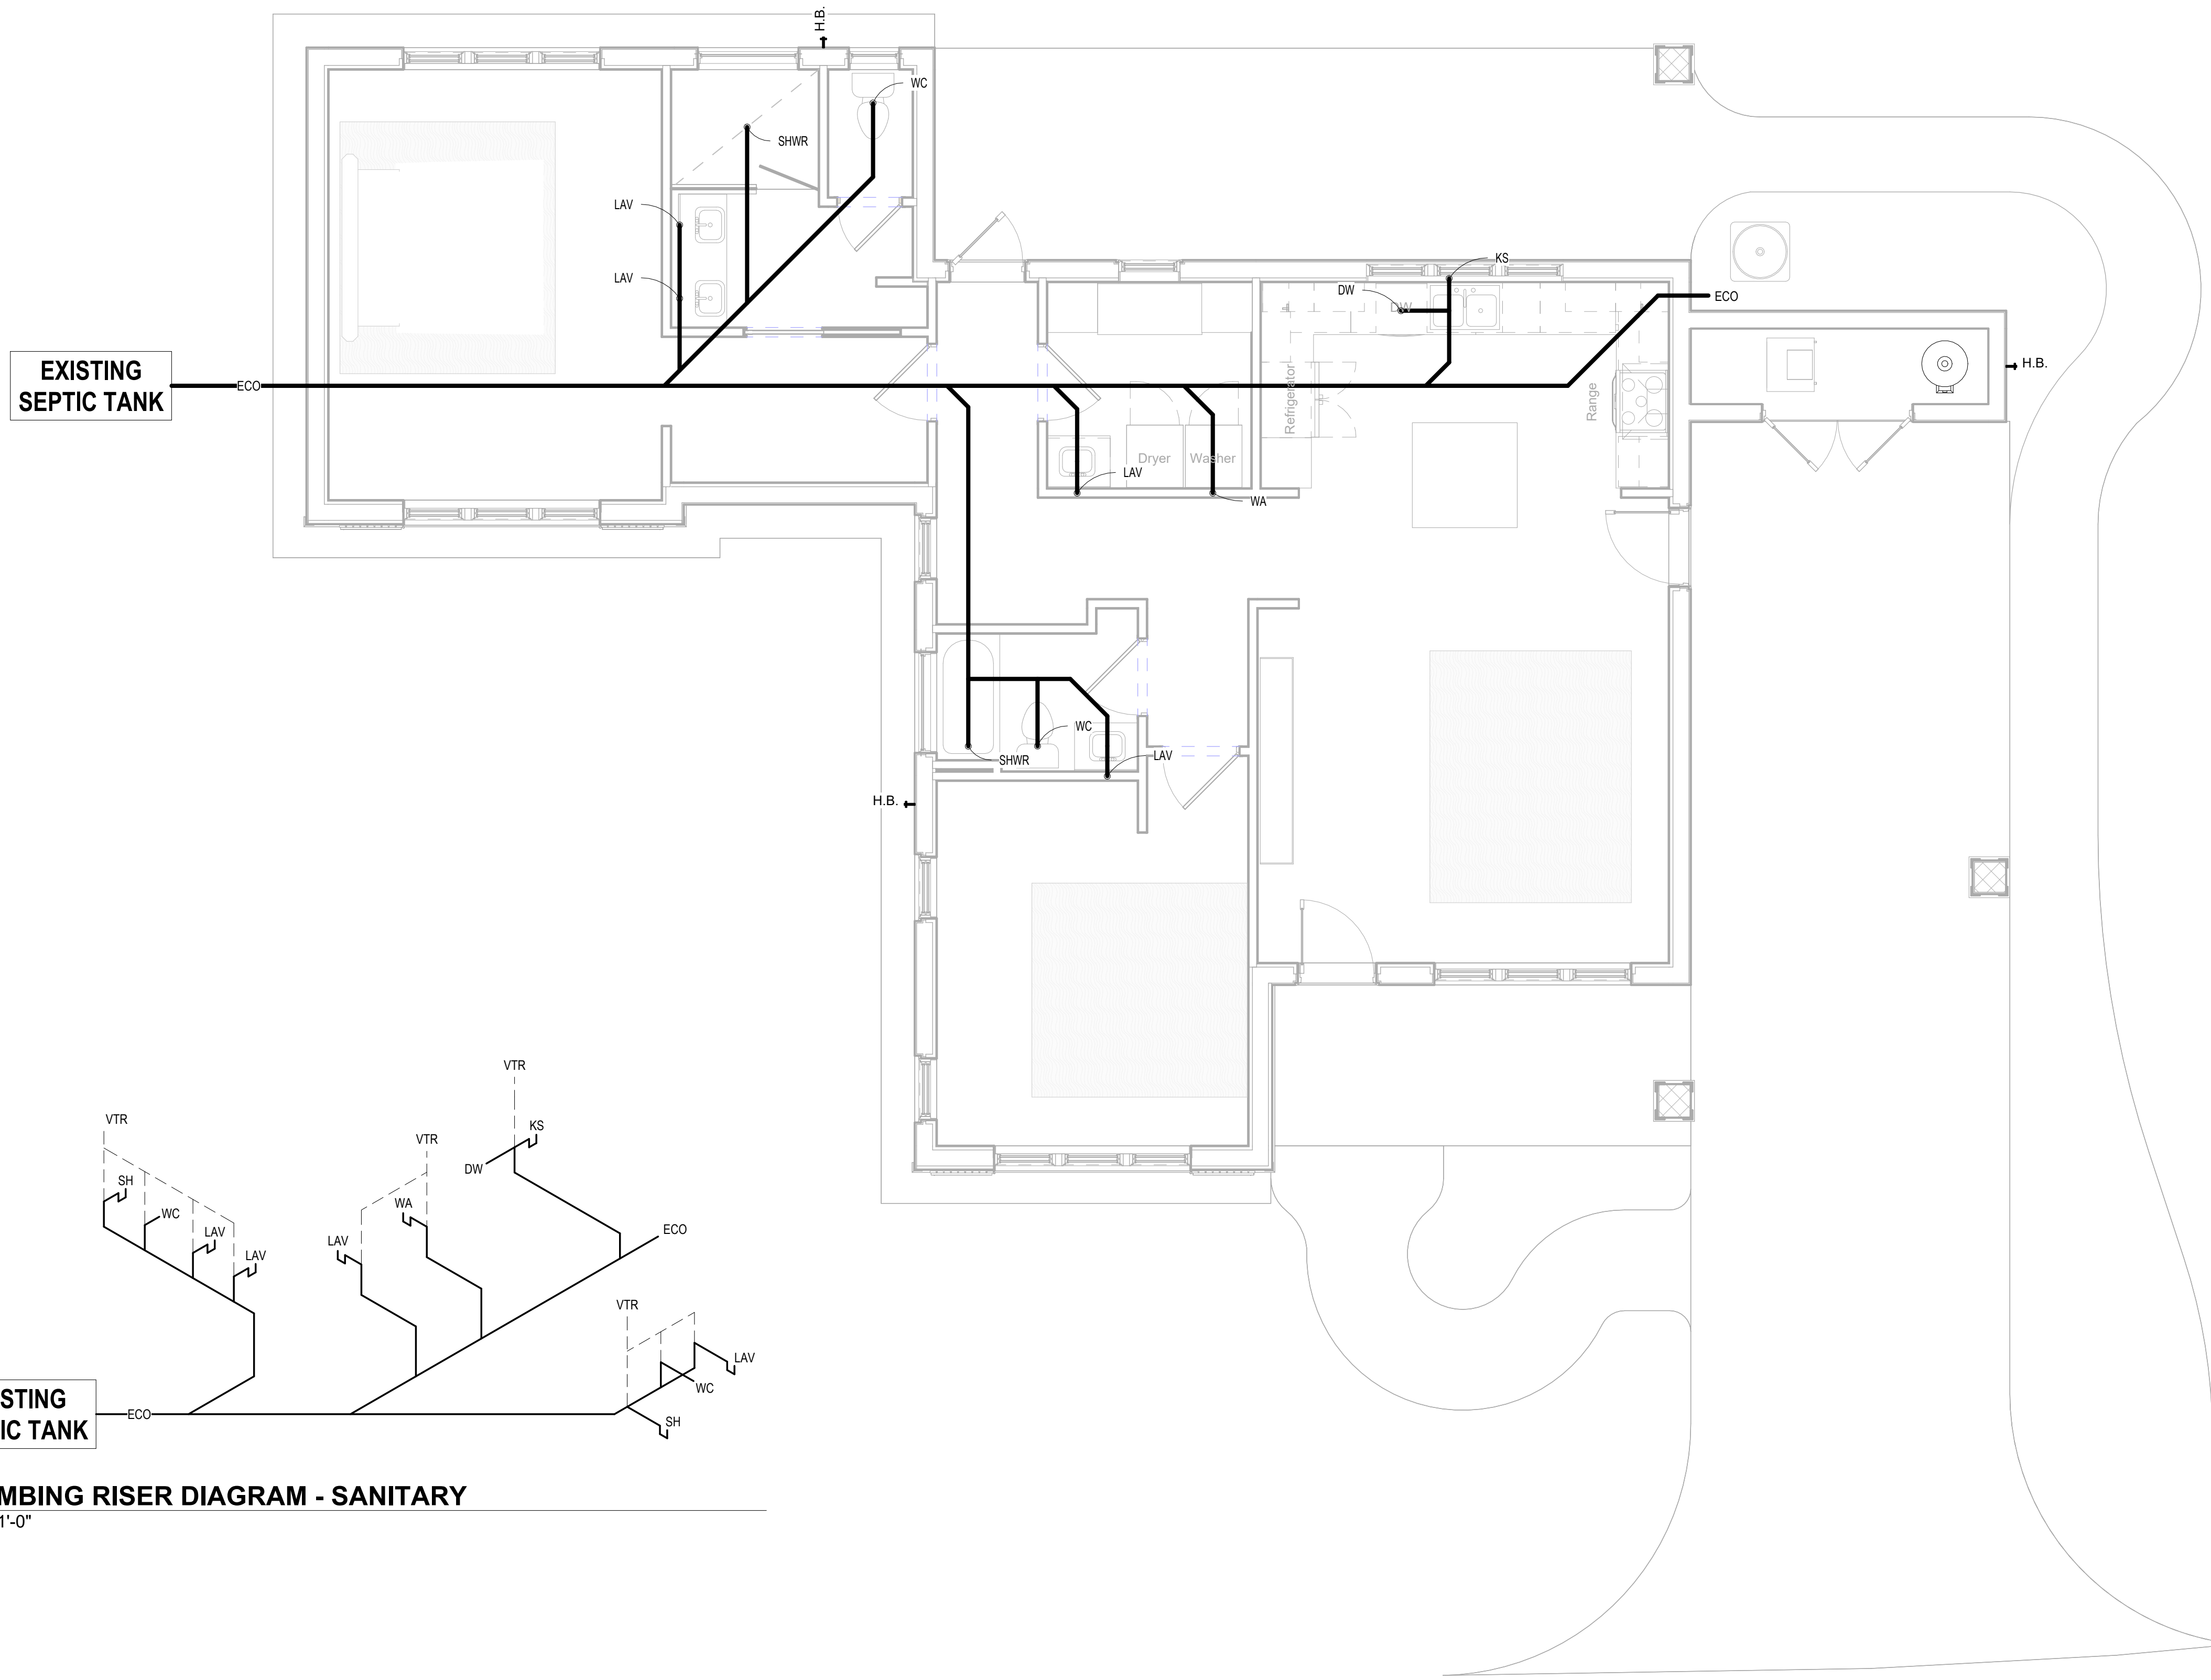 H.B.
WC
SHWR
LAV
LAV
KS
DW
DW
ECO
EXISTING
SEPTIC TANK
ECO
H.B.
Refrigerator
Range
Dryer
Washer
LAV
WA
WC
SHWR
LAV
H.B.
VTR
VTR
KS
VTR
DW
SH
WA
WC
LAV
LAV
LAV
ECO
VTR
LAV
WC
SH
STING
IC TANK
ECO
MBING RISER DIAGRAM - SANITARY
1'-0"